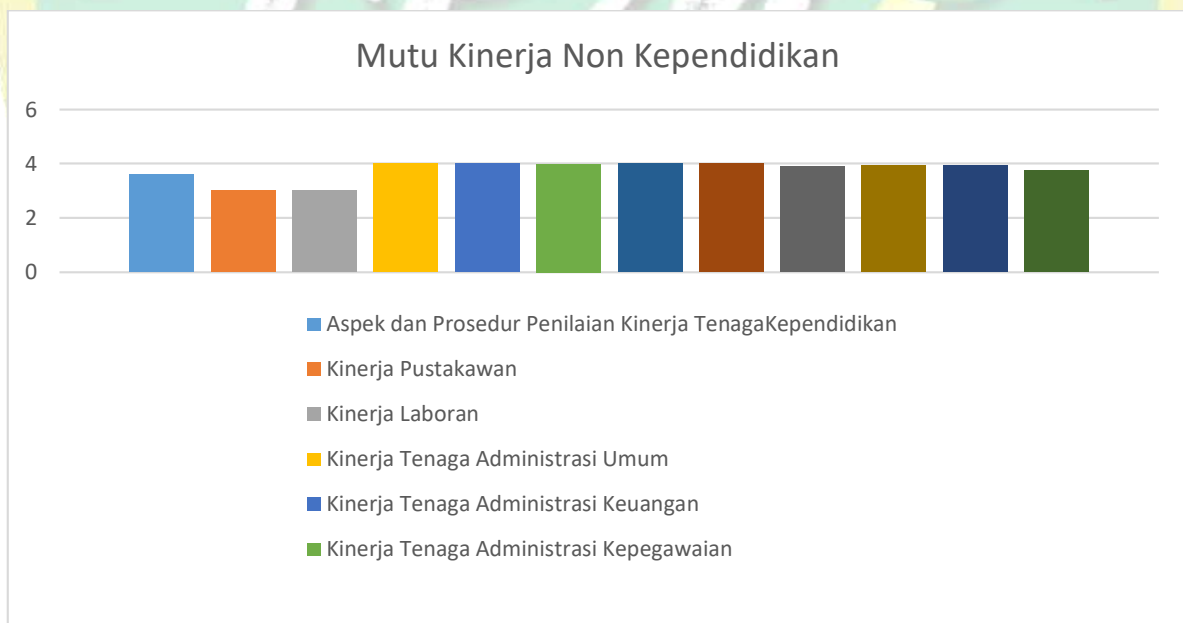 Mutu Kinerja Non Kependidikan
6
4
2
0
Aspek dan Prosedur Penilaian Kinerja TenagaKependidikan
Kinerja Pustakawan
Kinerja Laboran
Kinerja Tenaga Administrasi Umum
Kinerja Tenaga Administrasi Keuangan
Kinerja Tenaga Administrasi Kepegawaian